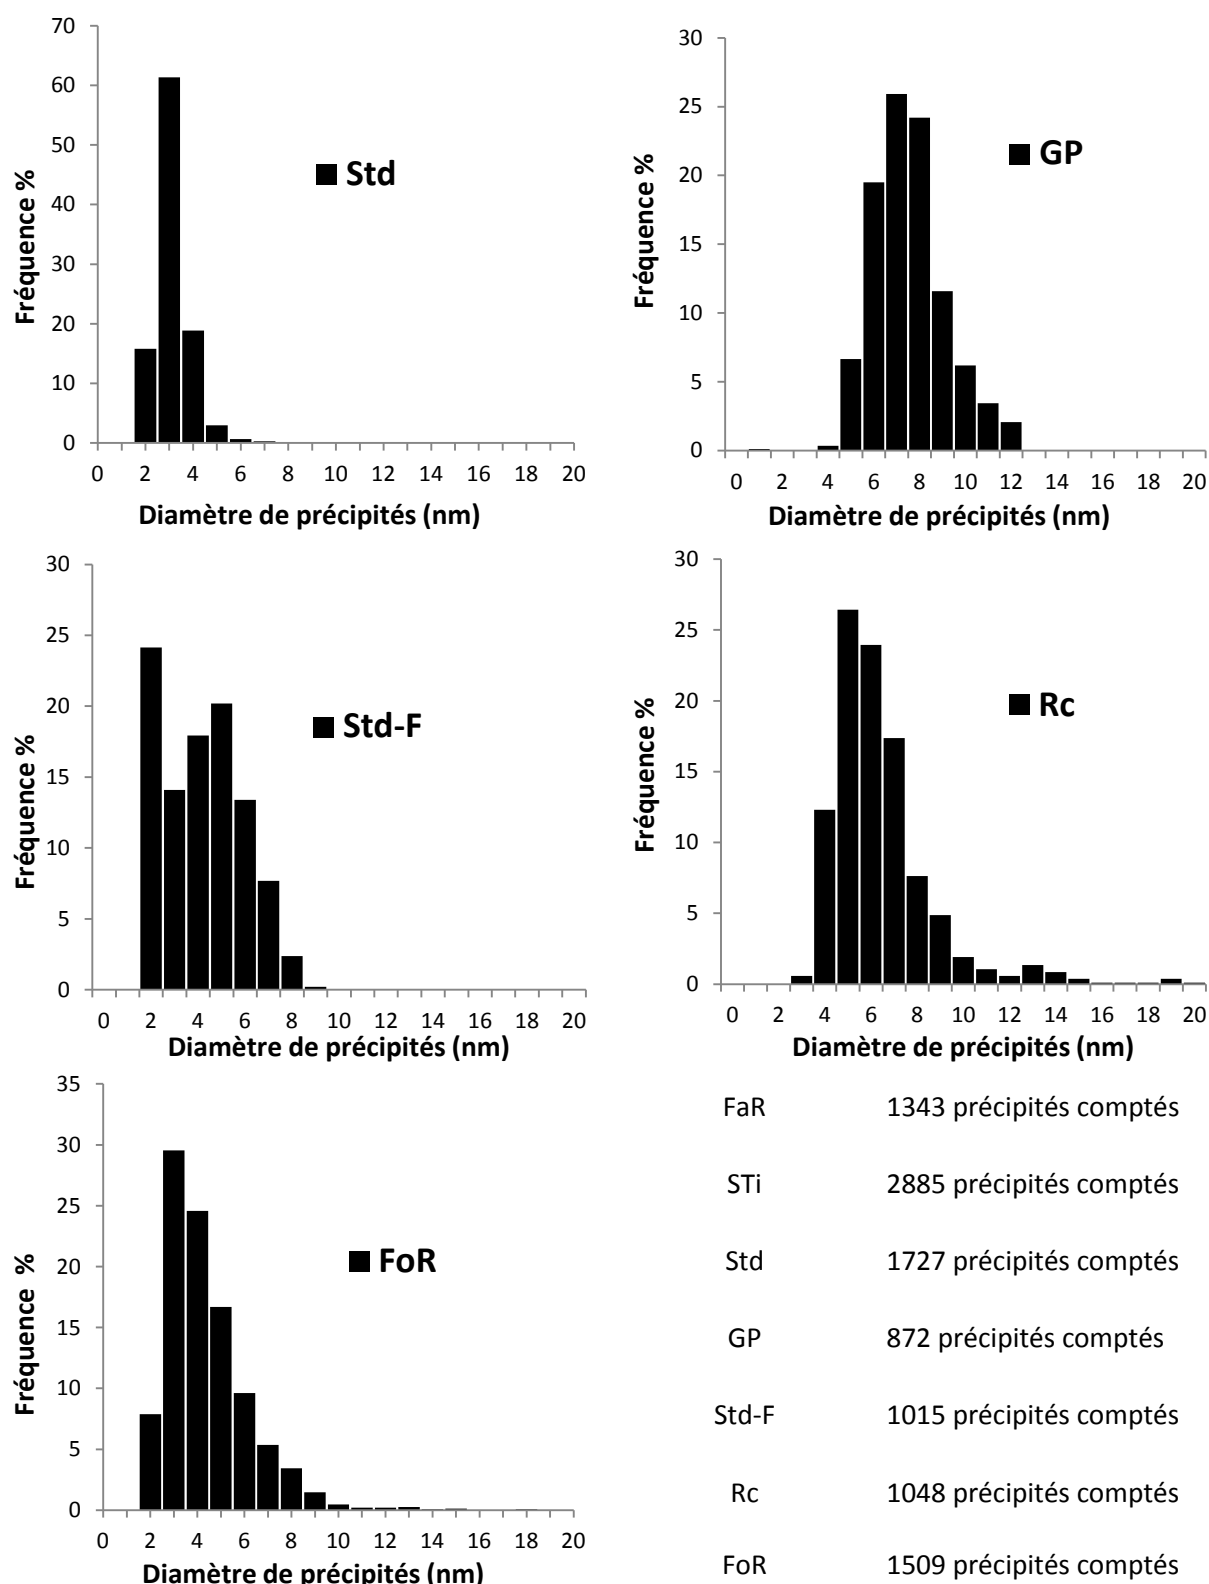 70
60
50
40
30
20
10
0
Fréquence %
■ Std
0 2 4 6 8 10 12 14 16 18 20
Diamètre de précipités (nm)
30
25
20
15
10
5
0
Fréquence %
■ GP
0 2 4 6 8 10 12 14 16 18 20
Diamètre de précipités (nm)
30
25
20
15
10
5
0
Fréquence %
■ Std-F
0 2 4 6 8 10 12 14 16 18 20
Diamètre de précipités (nm)
30
25
20
15
10
5
0
Fréquence %
■ Rc
0 2 4 6 8 10 12 14 16 18 20
Diamètre de précipités (nm)
35
30
25
20
15
10
5
0
Fréquence %
■ FoR
0 2 4 6 8 10 12 14 16 18 20
Diamètre de précipités (nm)
FaR 1343 précipités comptés
STi 2885 précipités comptés
Std 1727 précipités comptés
GP 872 précipités comptés
Std-F 1015 précipités comptés
Rc 1048 précipités comptés
FoR 1509 précipités comptés